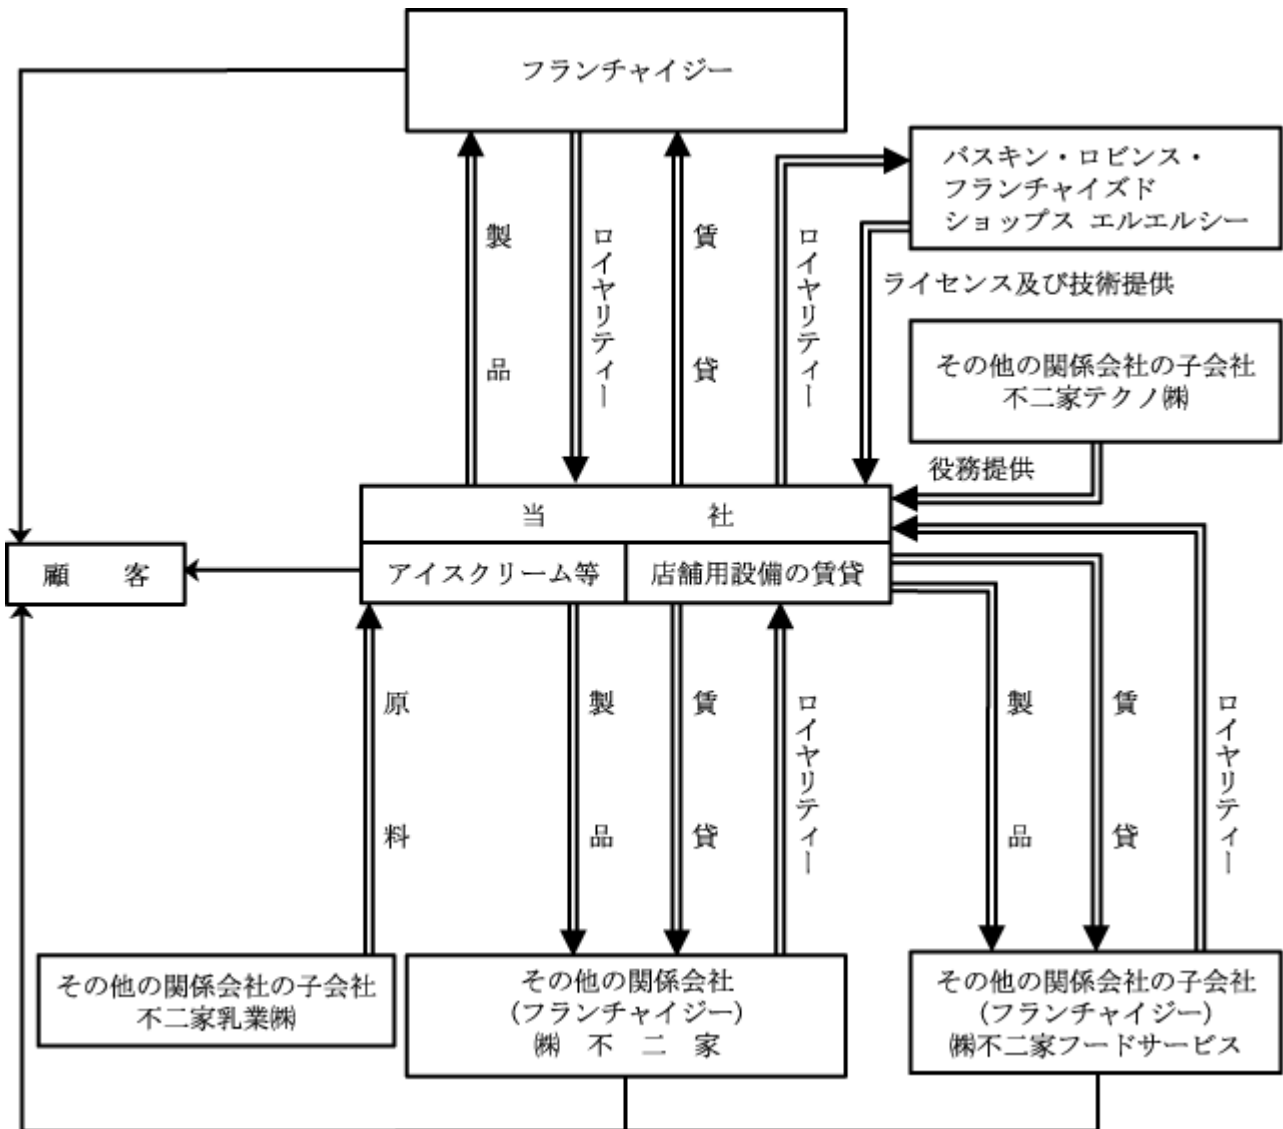 フランチャイジー
バスキン・ロビンス・
フランチャイズド
ショップス エルエルシー
製品
ロイヤリティー
賃貸
ロイヤリティー
ライセンス及び技術提供
その他の関係会社の子会社
不二家テクノ㈱
役務提供
当社
顧客
アイスクリーム等
店舗用設備の賃貸
原料
製品
賃貸
ロイヤリティー
製品
賃貸
ロイヤリティー
その他の関係会社の子会社
不二家乳業㈱
その他の関係会社
(フランチャイジー)
㈱不二家
その他の関係会社の子会社
(フランチャイジー)
㈱不二家フードサービス